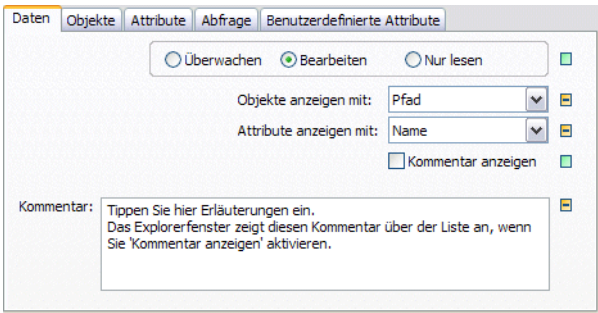 Daten Objekte Attribute Abfrage Benutzerdefinierte Attribute
Überwachen Bearbeiten Nur lesen
Objekte anzeigen mit: Pfad
Attribute anzeigen mit: Name
Kommentar anzeigen
Kommentar: Tippen Sie hier Erläuterungen ein.
Das Explorerfenster zeigt diesen Kommentar über der Liste an, wenn
Sie 'Kommentar anzeigen' aktivieren.